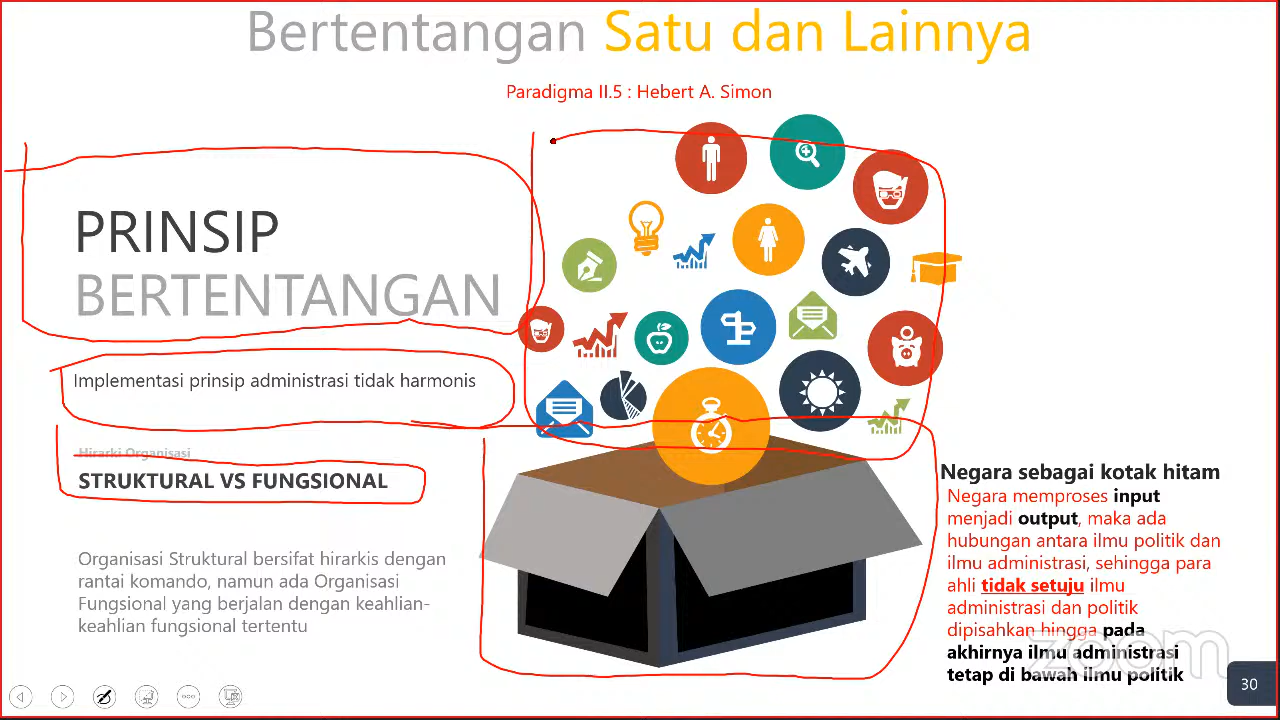 Bertentangan Satu dan Lainnya
Paradigma II.5 : Hebert A. Simon
PRINSIP
BERTENTANGAN
Implementasi prinsip administrasi tidak harmonis
Hirarki Organisasi
STRUKTURAL VS FUNGSIONAL
Organisasi Struktural bersifat hirarkis dengan
rantai komando, namun ada Organisasi
Fungsional yang berjalan dengan keahlian-
keahlian fungsional tertentu
Negara sebagai kotak hitam
Negara memproses input
menjadi output, maka ada
hubungan antara ilmu politik dan
ilmu administrasi, sehingga para
ahli tidak setuju ilmu
administrasi dan politik
dipisahkan hingga pada
akhirnya ilmu administrasi
tetap di bawah ilmu politik
zoom
30